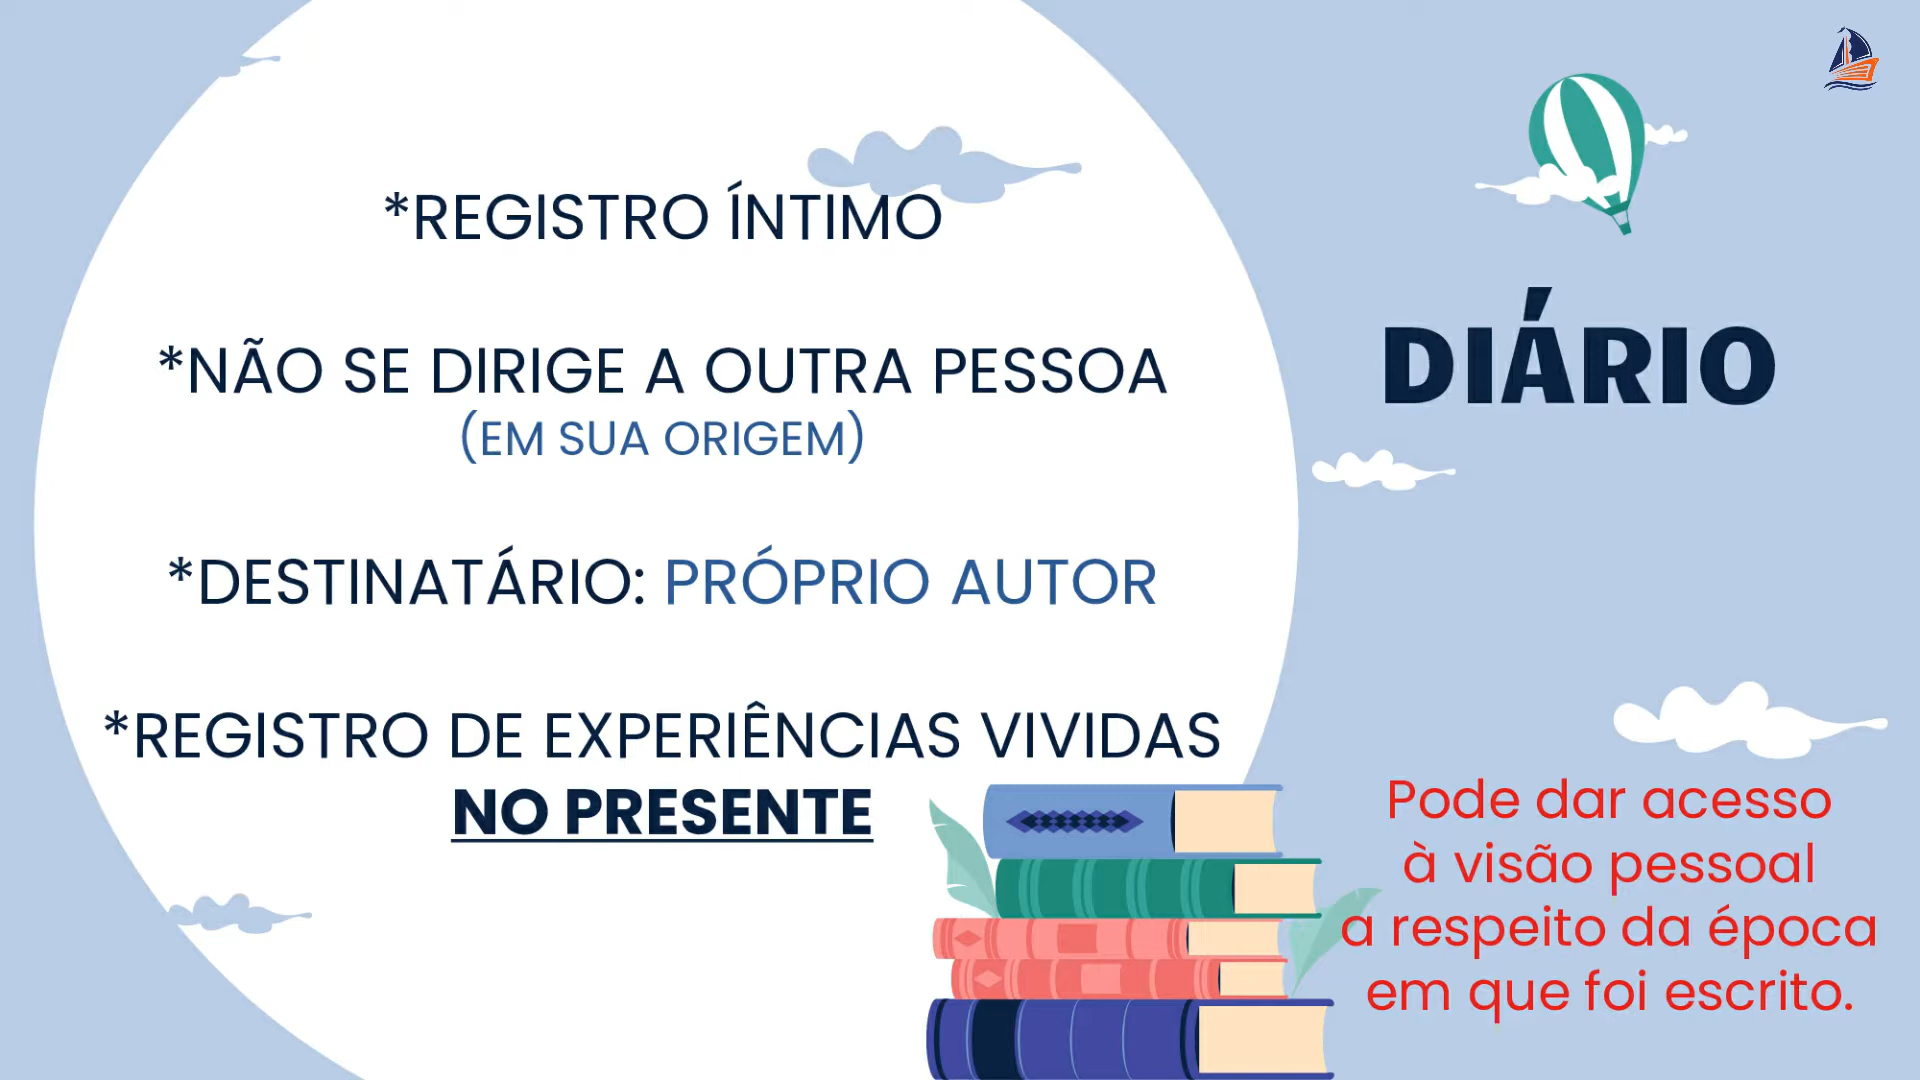 *REGISTRO ÍNTIMO
*NÃO SE DIRIGE A OUTRA PESSOA
(EM SUA ORIGEM)
*DESTINATÁRIO: PRÓPRIO AUTOR
*REGISTRO DE EXPERIÊNCIAS VIVIDAS
NO PRESENTE
DIÁRIO
Pode dar acesso
à visão pessoal
a respeito da época
em que foi escrito.